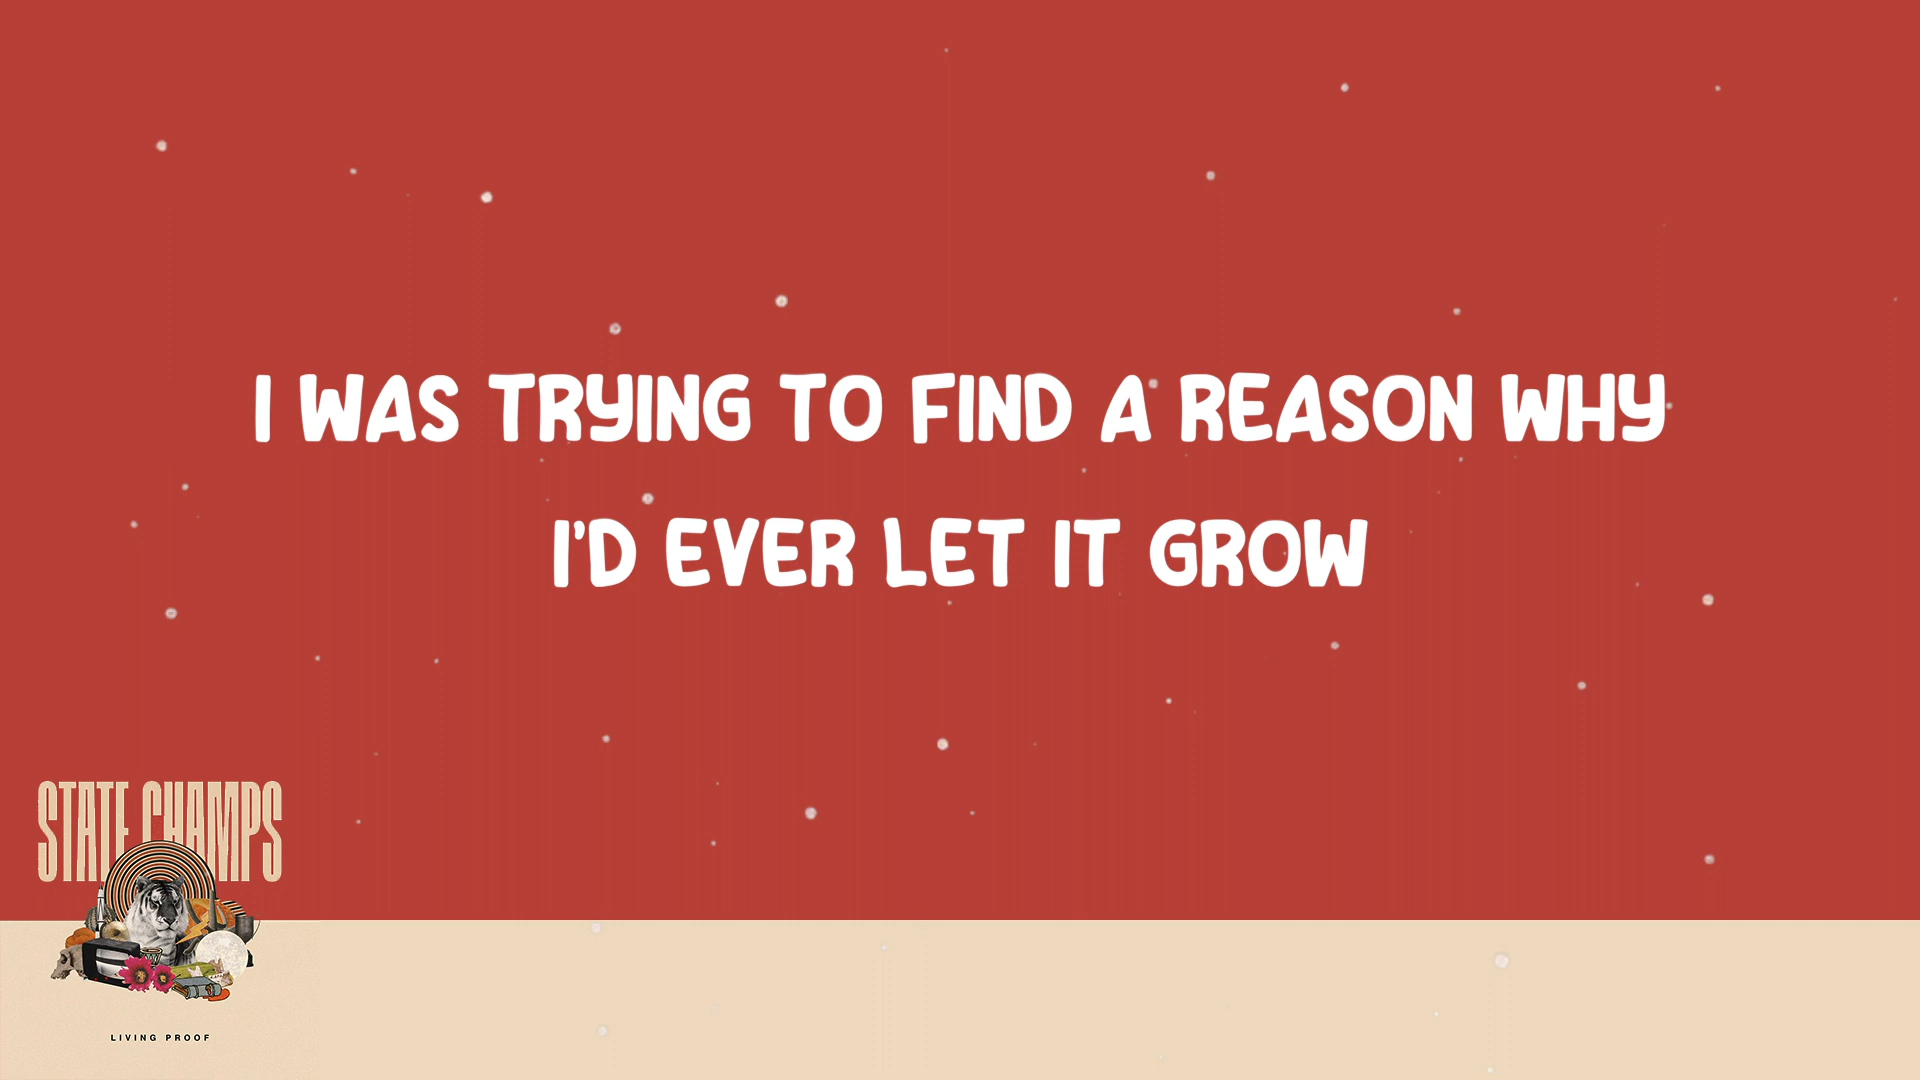 I WAS TRYING TO FIND A REASON WHY
I'D EVER LET IT GROW
STATE CHAMPS
LIVING PROOF